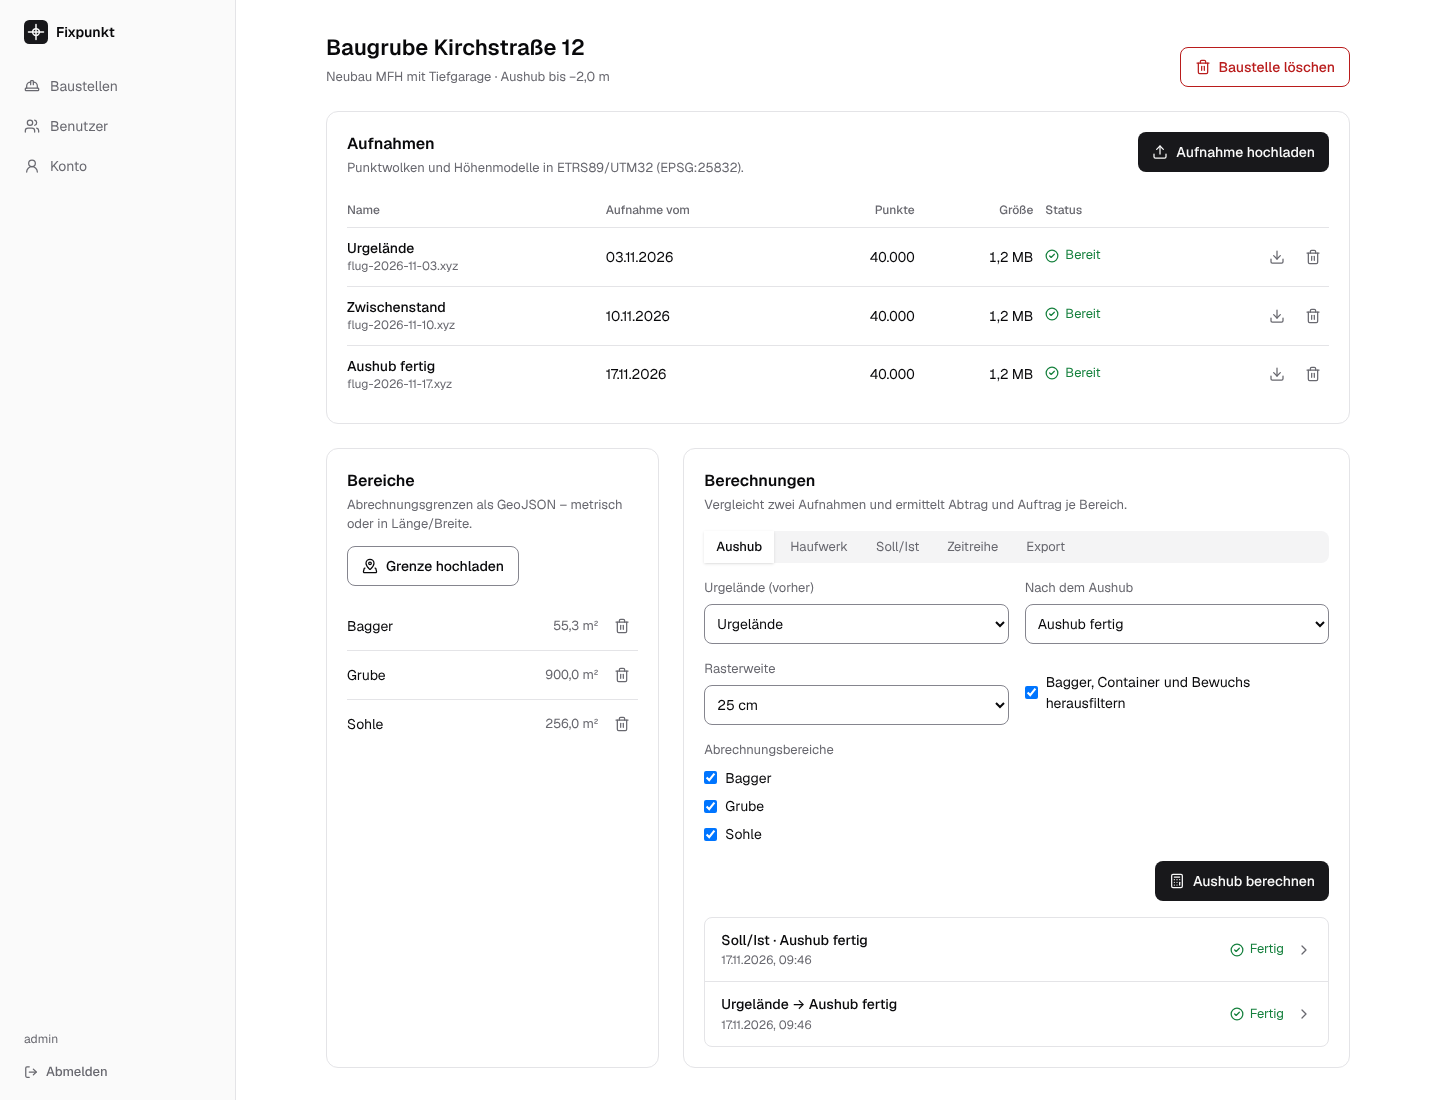 Fixpunkt
Baustellen
Benutzer
Konto
admin
Abmelden
Baugrube Kirchstraße 12
Neubau MFH mit Tiefgarage · Aushub bis −2,0 m
Baustelle löschen
Aufnahmen
Punktwolken und Höhenmodelle in ETRS89/UTM32 (EPSG:25832).
Aufnahme hochladen
Name Aufnahme vom Punkte Größe Status
Urgelände 03.11.2026 40.000 1,2 MB Bereit
flug-2026-11-03.xyz
Zwischenstand 10.11.2026 40.000 1,2 MB Bereit
flug-2026-11-10.xyz
Aushub fertig 17.11.2026 40.000 1,2 MB Bereit
flug-2026-11-17.xyz
Bereiche
Abrechnungsgrenzen als GeoJSON – metrisch
oder in Länge/Breite.
Grenze hochladen
Bagger 55,3 m²
Grube 900,0 m²
Sohle 256,0 m²
Berechnungen
Vergleicht zwei Aufnahmen und ermittelt Abtrag und Auftrag je Bereich.
Aushub Haufwerk Soll/Ist Zeitreihe Export
Urgelände (vorher) Nach dem Aushub
Urgelände Aushub fertig
Rasterweite
25 cm
Bagger, Container und Bewuchs
herausfiltern
Abrechnungsbereiche
Bagger
Grube
Sohle
Aushub berechnen
Soll/Ist · Aushub fertig
17.11.2026, 09:46
Fertig
Urgelände → Aushub fertig
17.11.2026, 09:46
Fertig